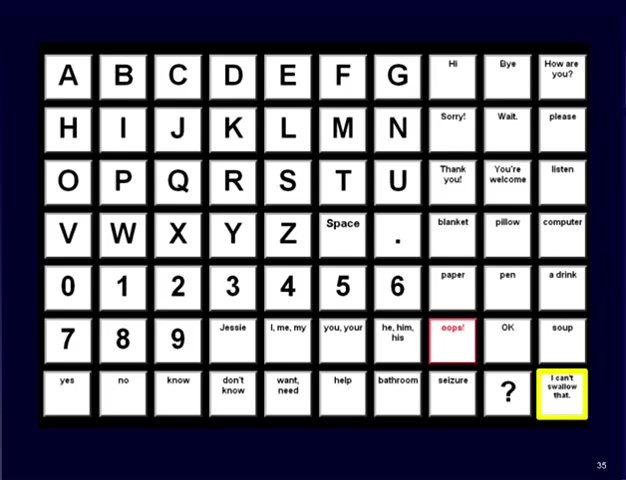 A B C D E F G Hi Bye How are you?
H I J K L M N Sorry! Wait. please
O P Q R S T U Thank you! You're welcome listen
V W X Y Z Space . blanket pillow computer
0 1 2 3 4 5 6 paper pen a drink
7 8 9 Jessie I, me, my you, your he, him, his oops! OK soup
yes no know don't know want, need help bathroom seizure ? I can't swallow that.
35